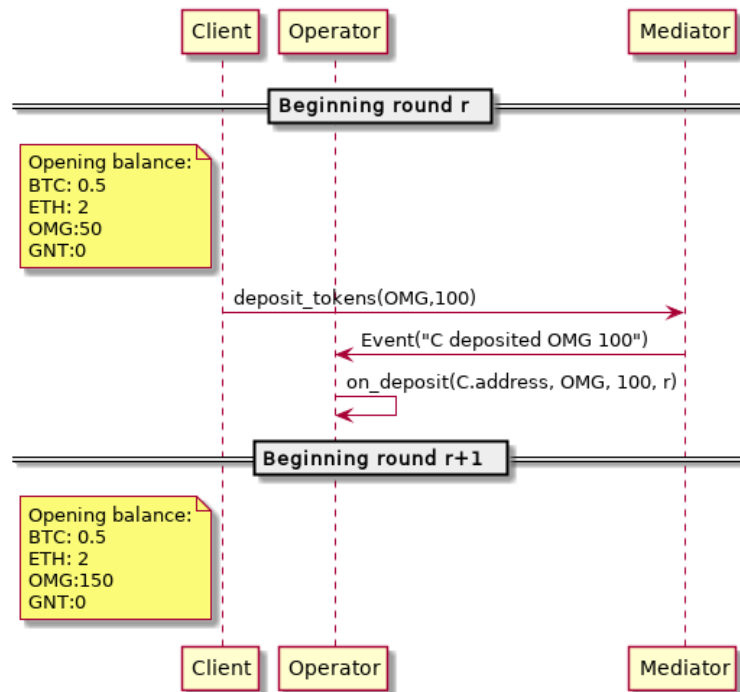 Client Operator Mediator
Beginning round r
Opening balance:
BTC: 0.5
ETH: 2
OMG:50
GNT:0
deposit_tokens(OMG,100)
Event("C deposited OMG 100")
on_deposit(C.address, OMG, 100, r)
Beginning round r+1
Opening balance:
BTC: 0.5
ETH: 2
OMG:150
GNT:0
Client Operator Mediator